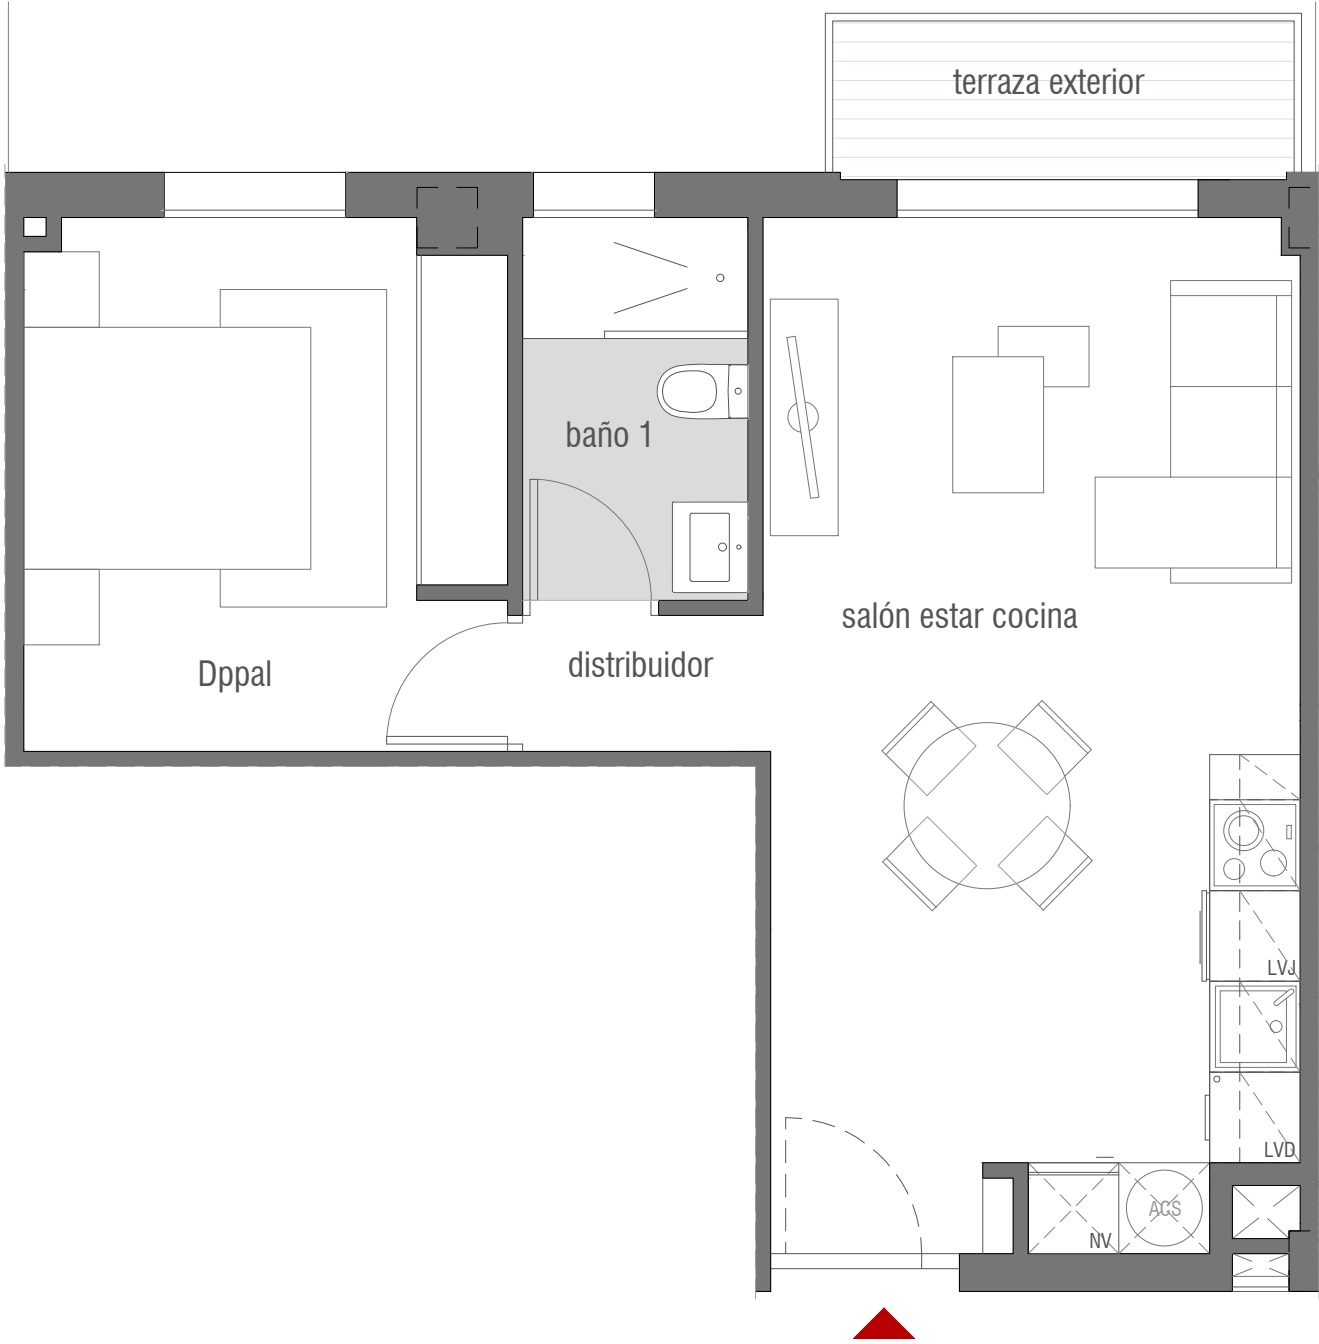 terraza exterior
baño 1
salón estar cocina
distribuidor
Dppal
LVJ
LVD
ACS
NV